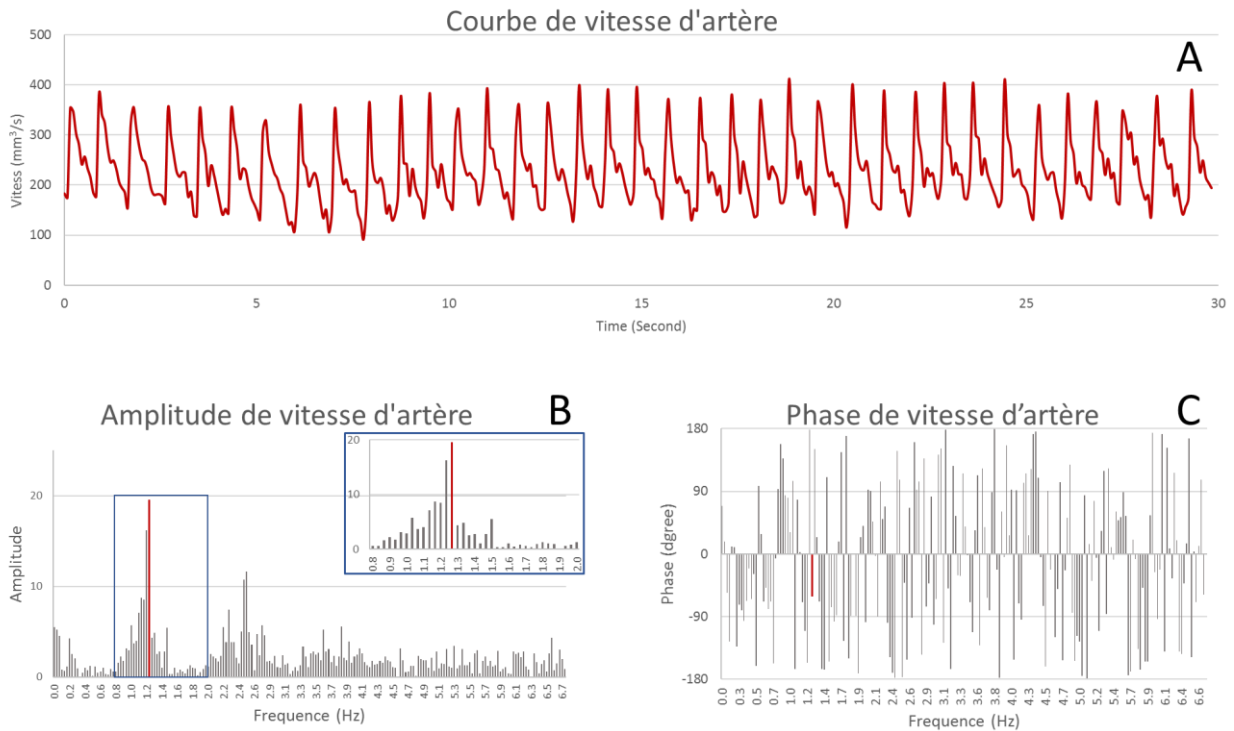 Courbe de vitesse d'artère
A
500
400
300
200
100
0
Vitess (mm³/s)
0 5 10 15 20 25 30
Time (Second)
Amplitude de vitesse d'artère
B
20
10
0
Amplitude
20
10
0
0.8 0.9 1.0 1.1 1.2 1.3 1.4 1.5 1.6 1.7 1.8 1.9 2.0
0.0 0.2 0.4 0.6 0.8 1.0 1.2 1.4 1.6 1.8 2.0 2.2 2.4 2.6 2.7 2.9 3.1 3.3 3.5 3.7 3.9 4.1 4.3 4.5 4.7 4.9 5.1 5.3 5.5 5.7 5.9 6.1 6.3 6.5 6.7
Frequence (Hz)
Phase de vitesse d’artère
C
180
90
0
-90
-180
Phase (dgree)
0.0 0.3 0.5 0.8 1.0 1.2 1.4 1.7 1.9 2.1 2.4 2.6 2.9 3.1 3.3 3.6 3.8 4.0 4.3 4.5 4.7 5.0 5.2 5.4 5.7 5.9 6.1 6.4 6.6
Frequence (Hz)